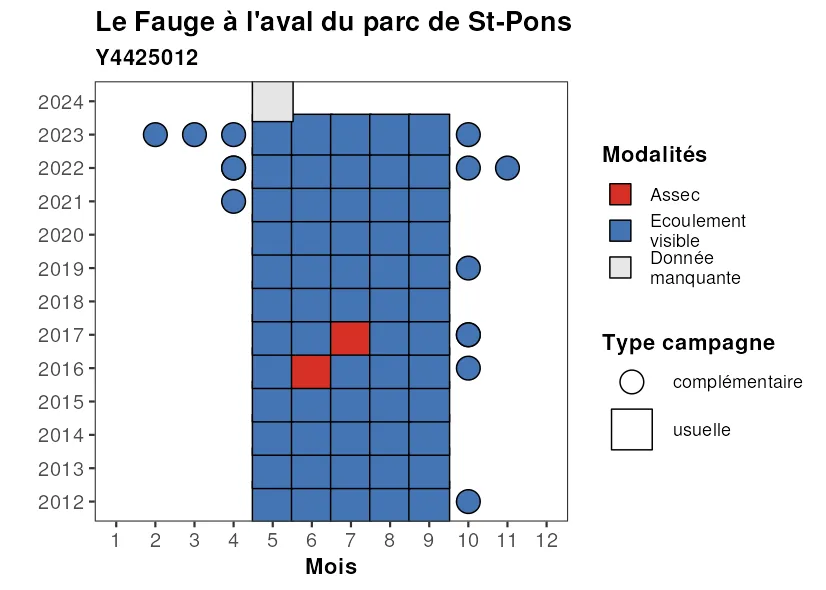 Le Fauge à l'aval du parc de St-Pons
Y4425012
2024
2023
2022
2021
2020
2019
2018
2017
2016
2015
2014
2013
2012
1 2 3 4 5 6 7 8 9 10 11 12
Mois
Modalités
Assec
Ecoulement
visible
Donnée
manquante
Type campagne
complémentaire
usuelle